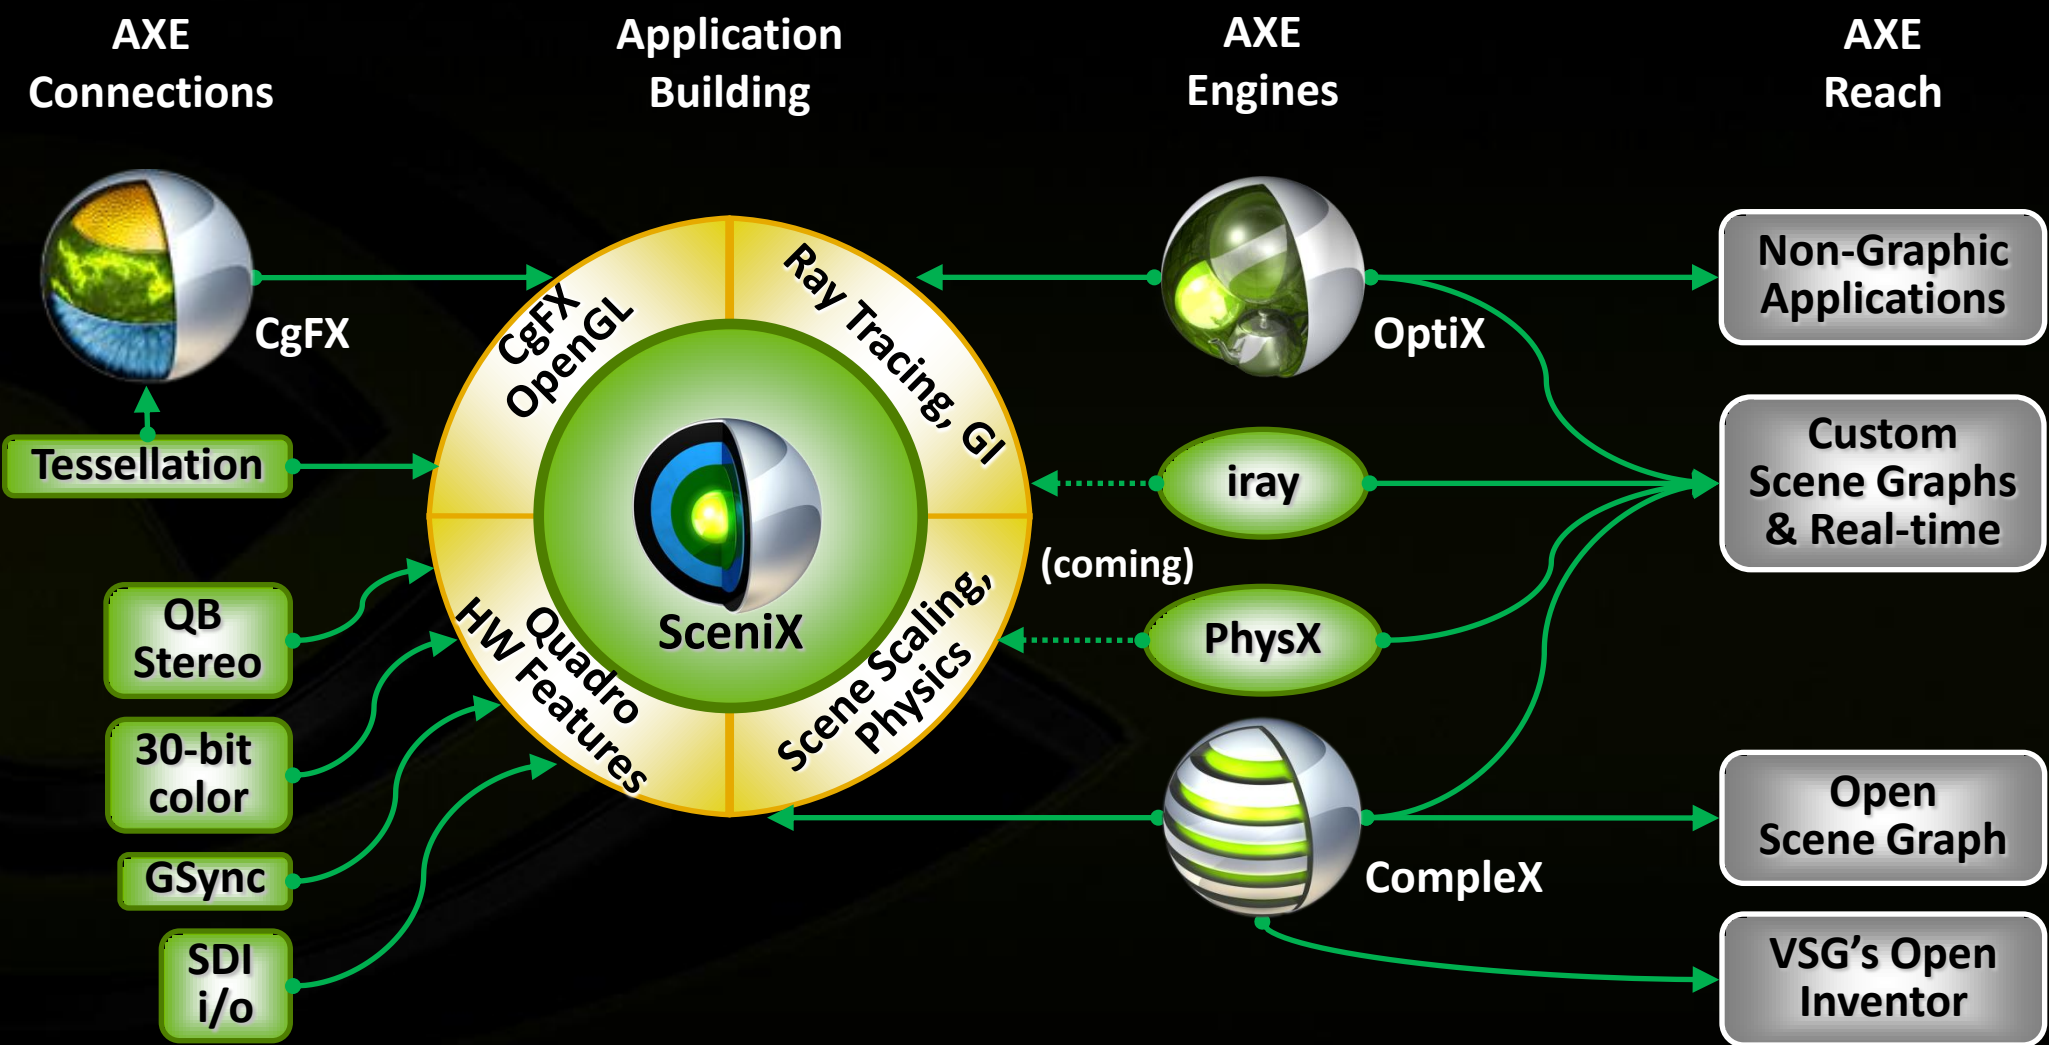 AXE
Connections
Application
Building
AXE
Engines
AXE
Reach
CgFX
Tessellation
QB
Stereo
30-bit
color
GSync
SDI
i/o
CgFX
OpenGL
Ray Tracing, GI
Quadro
HW Features
Scene Scaling,
Physics
SceniX
OptiX
iray
(coming)
PhysX
CompleX
Non-Graphic
Applications
Custom
Scene Graphs
& Real-time
Open
Scene Graph
VSG's Open
Inventor